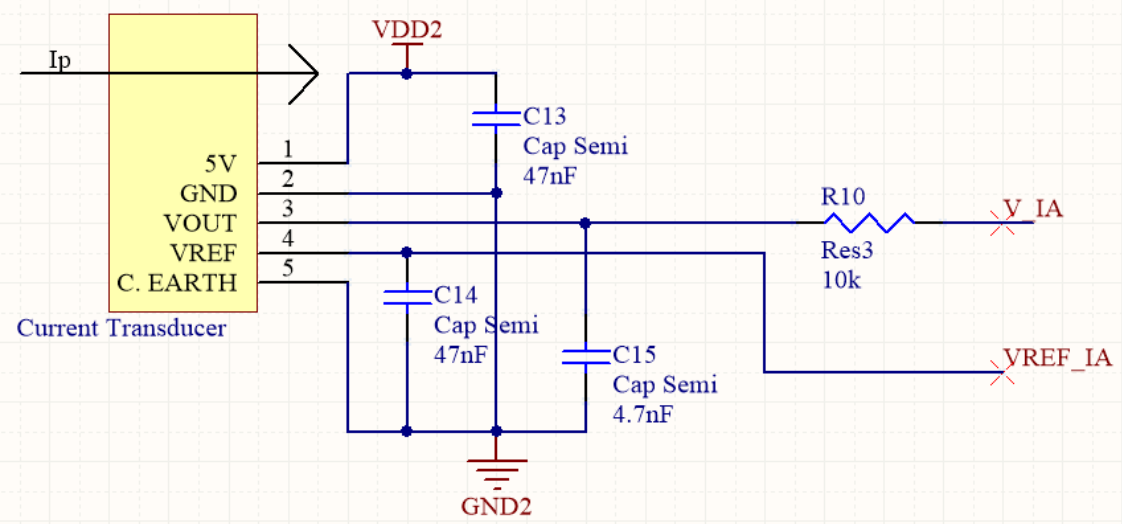 Ip
VDD2
C13
Cap Semi
47nF
5V 1
GND 2
VOUT 3
VREF 4
C. EARTH 5
Current Transducer
R10
Res3
10k
V_IA
C14
Cap Semi
47nF
C15
Cap Semi
4.7nF
VREF_IA
GND2